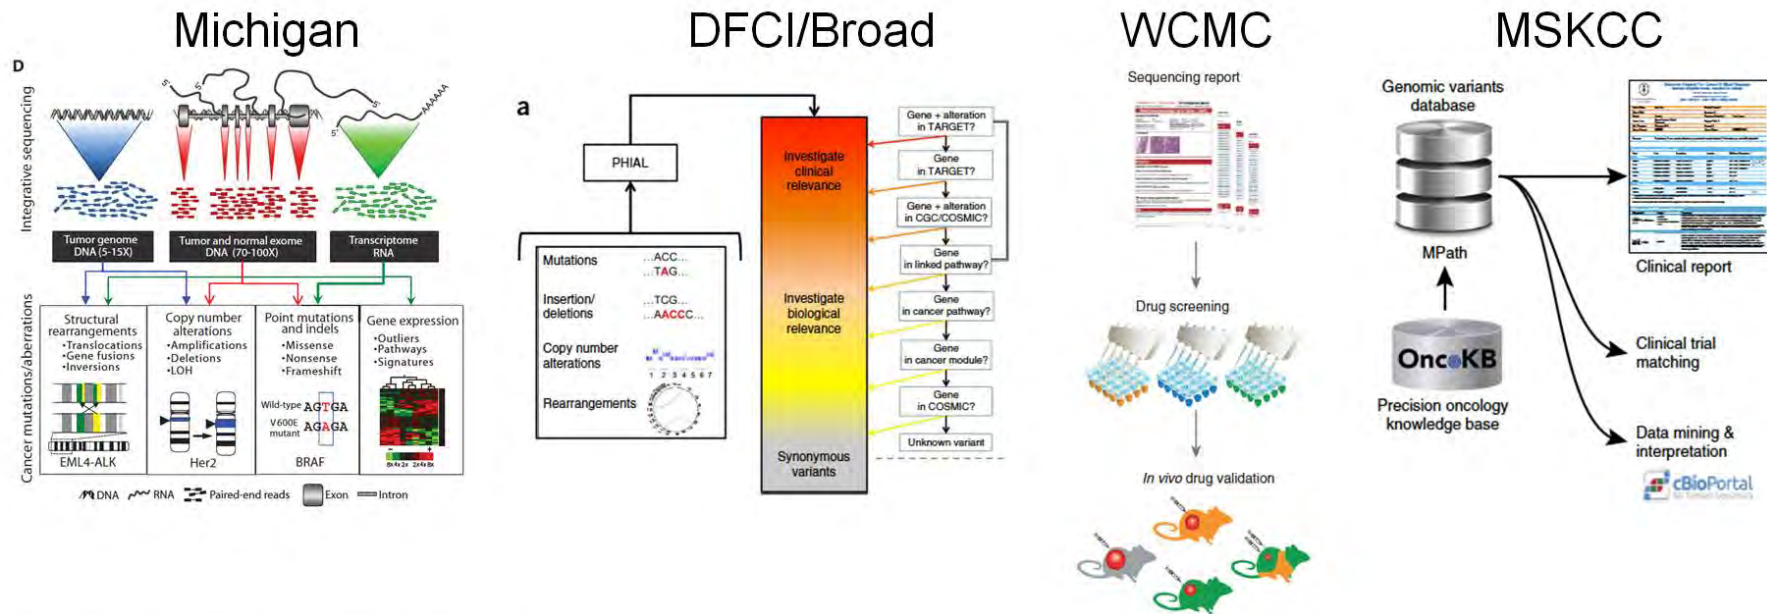 Michigan
DFCI/Broad
WCMC
MSKCC
D
Integrative sequencing
5'
5'
5'
5'
AAAAAA
Tumor genome
DNA (5-15X)
Tumor and normal exome
DNA (70-100X)
Transcriptome
RNA
Cancer mutations/aberrations
Structural
rearrangements
•Translocations
•Gene fusions
•Inversions
EML4-ALK
Copy number
alterations
•Amplifications
•Deletions
•LOH
Her2
Point mutations
and indels
•Missense
•Nonsense
•Frameshift
Wild-type AGTGA
V600E
mutant AGAGA
BRAF
Gene expression
•Outliers
•Pathways
•Signatures
– +
8x4x2x 2x4x8x
DNA RNA Paired-end reads Exon Intron
a
PHIAL
Mutations
...ACC...
...TAG...
Insertion/
deletions
...TCG...
...AACCC...
Copy number
alterations
1 2 3 4 5 6 7
Rearrangements
Investigate
clinical
relevance
Investigate
biological
relevance
Synonymous
variants
Gene + alteration
in TARGET?
Gene
in TARGET?
Gene + alteration
in CGC/COSMIC?
Gene
in linked pathway?
Gene
in cancer pathway?
Gene
in cancer module?
Gene
in COSMIC?
Unknown variant
Sequencing report
Drug screening
In vivo drug validation
Genomic variants
database
MPath
OncoKB
Precision oncology
knowledge base
Clinical report
Clinical trial
matching
Data mining &
interpretation
cBioPortal